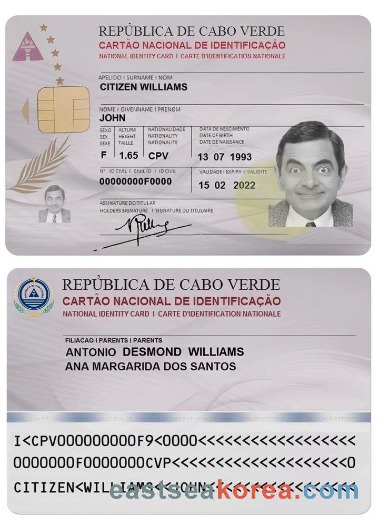 REPÚBLICA DE CABO VERDE
CARTÃO NACIONAL DE IDENTIFICAÇÃO
NATIONAL IDENTITY CARD I CARTE D'IDENTIFICATION NATIONALE
APELIDO I SURNAME I NOM
CITIZEN WILLIAMS
NOME I GIVENNAME I PRENOM
JOHN
SEXO ALTURA NACIONALIDADE DATA DE NASCIMENTO
SEX HEIGHT NATIONALITY DATE OF BIRTH
SEXE TAILLE NATIONALITE DATE DE NAISSANCE
F 1.65 CPV 13 07 1993
N° ID CIVIL I CIVIL ID I ID CIVIL VALIDADE I EXPIRY I VALIDITE
00000000F0000 15 02 2022
ASSINATURA DO TITULAR
HOLDERS SIGNATURE I SIGNATURE DU TITULAIRE
REPÚBLICA DE CABO VERDE
CARTÃO NACIONAL DE IDENTIFICAÇÃO
NATIONAL IDENTITY CARD I CARTE D'IDENTIFICATION NATIONALE
FILIACAO I PARENTS I PARENTS
ANTONIO DESMOND WILLIAMS
ANA MARGARIDA DOS SANTOS
I<CPV000000000F9<0000<<<<<<<<<<<<<<<<<<<
0000000F0000000CVP<<<<<<<<<<<<<<<<<<0
CITIZEN<WILLIAMS<<JOHN<<<<<<<<<<<<<<<
eastseakorea.com